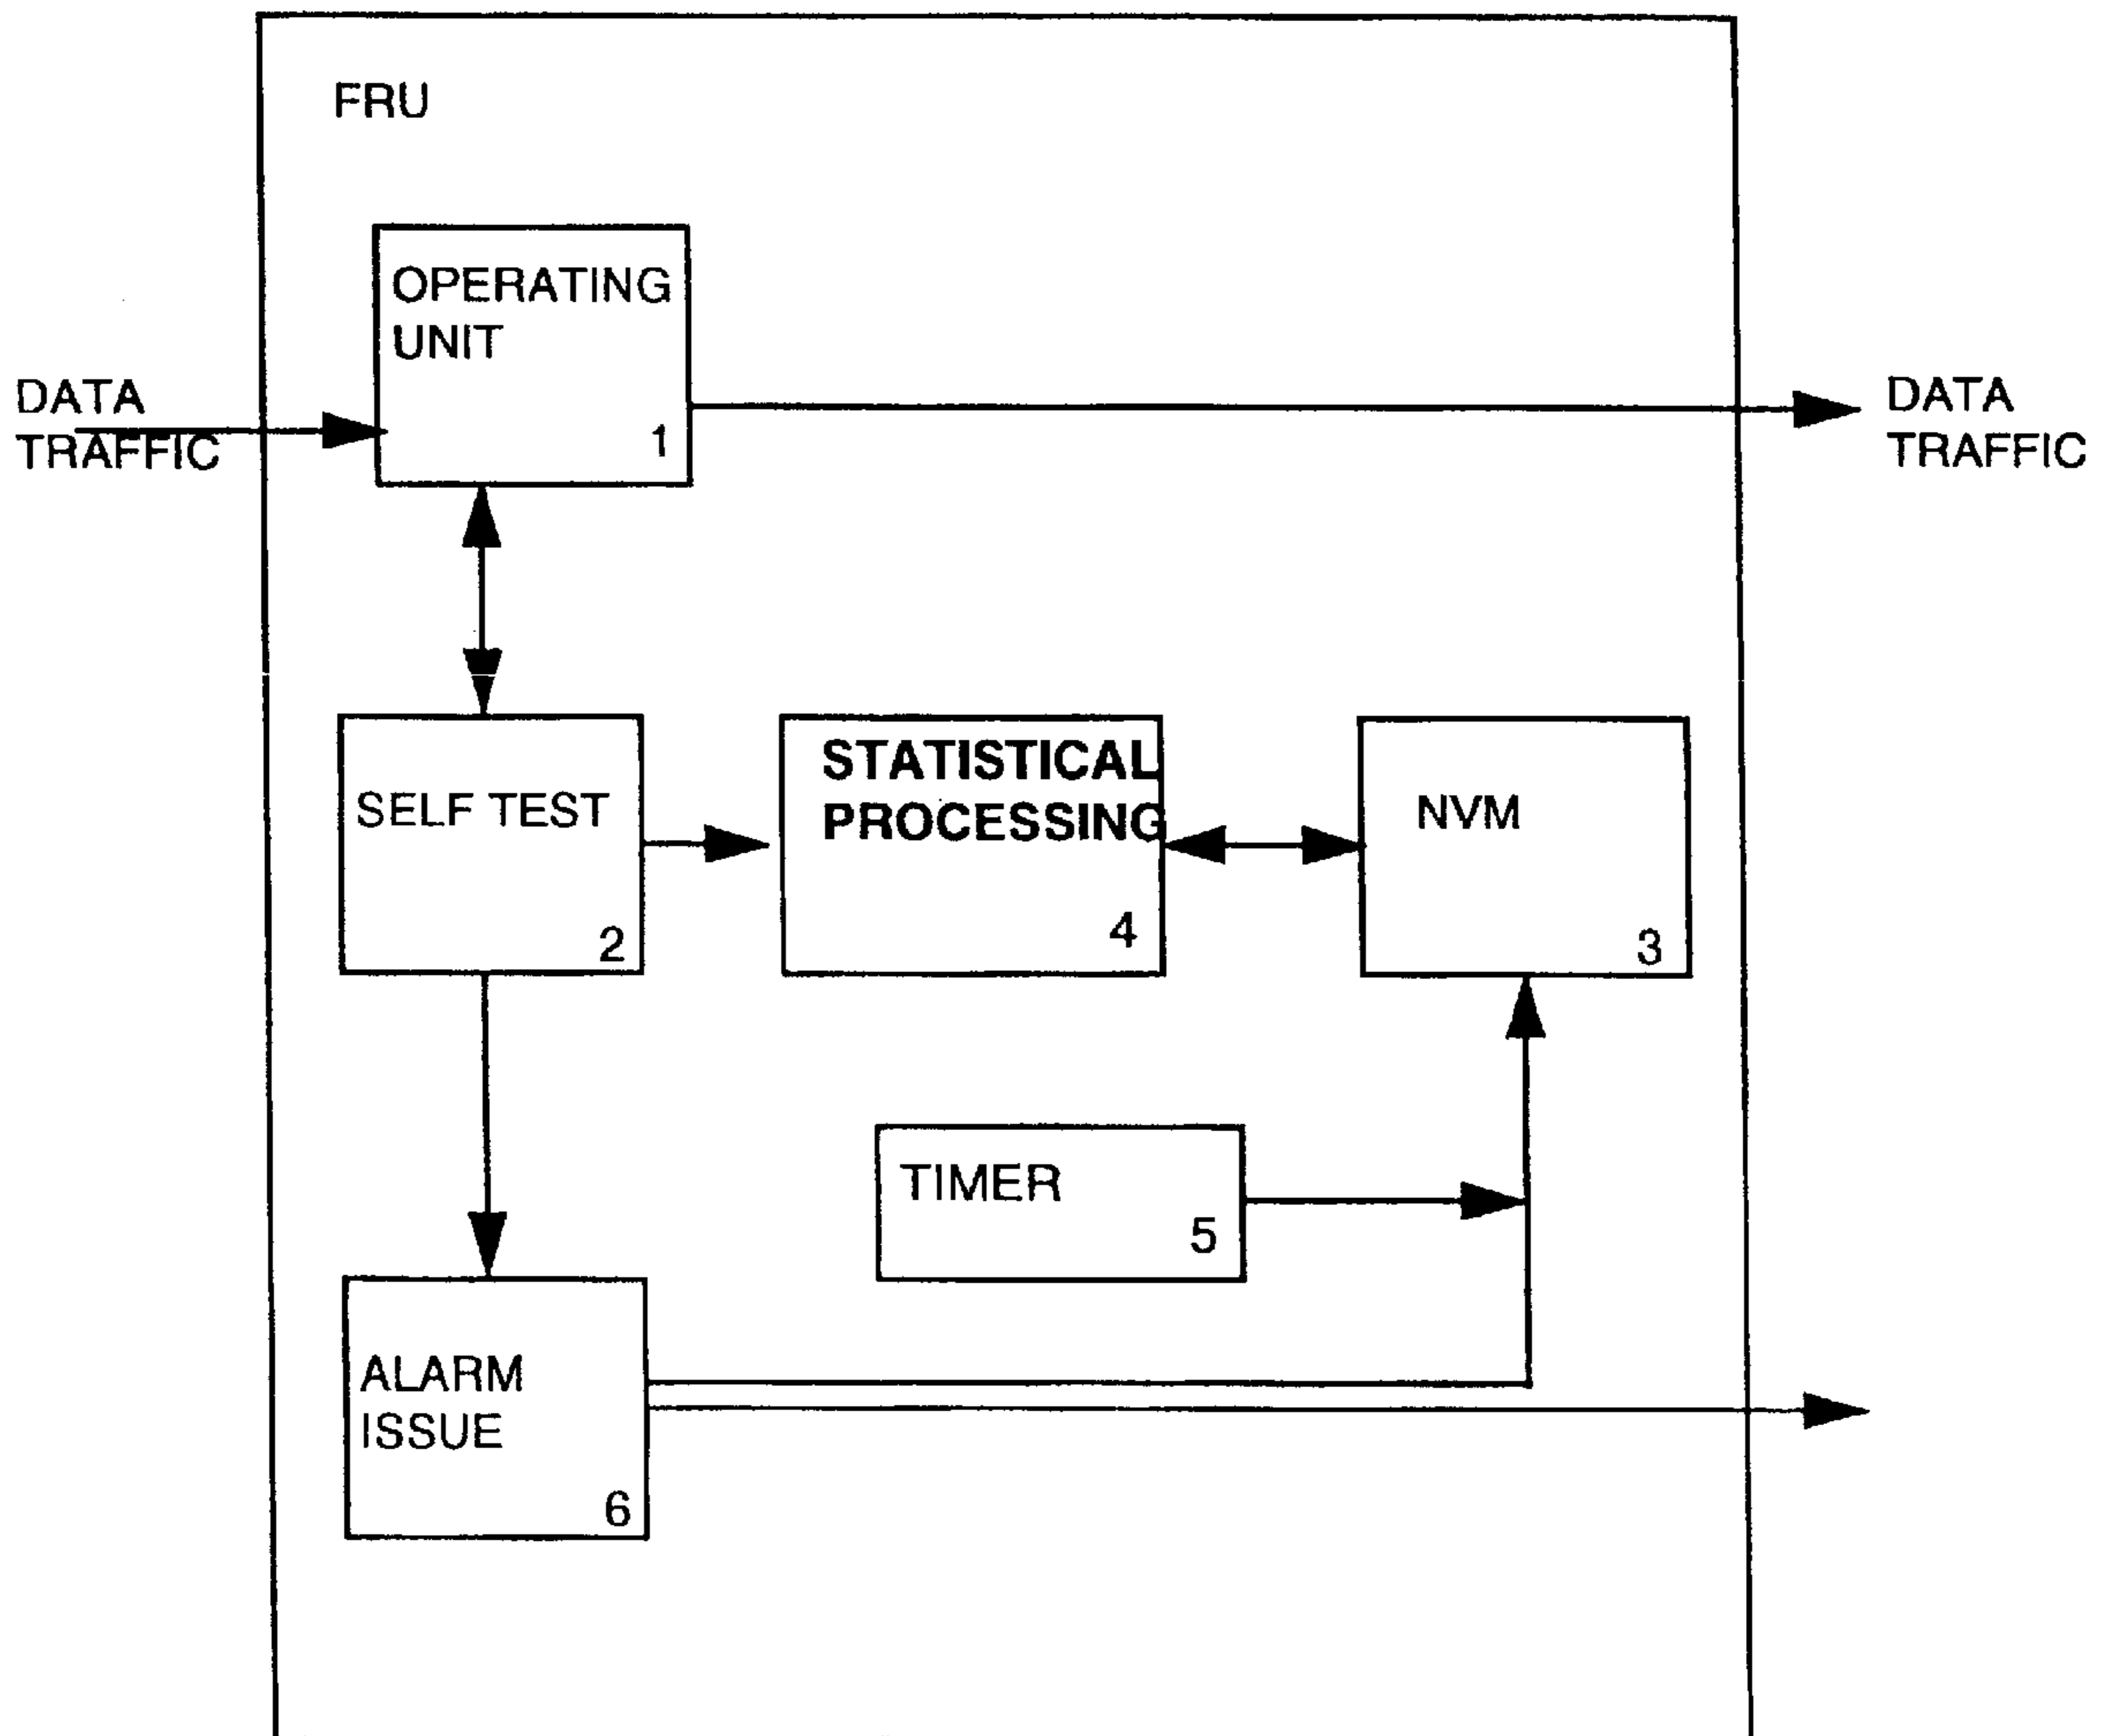 FRU
OPERATING
UNIT
1
DATA
TRAFFIC
DATA
TRAFFIC
SELF TEST
2
STATISTICAL
PROCESSING
4
NVM
3
TIMER
5
ALARM
ISSUE
6